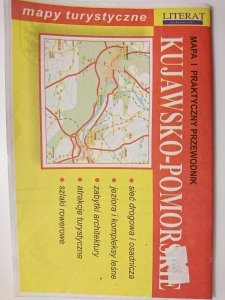 mapy turystyczne
LITERAT
MAPA I PRAKTYCZNY PRZEWODNIK
KUJAWSKO-POMORSKIE
• sieć drogowa i osadnicza
• jeziora i kompleksy leśne
• zabytki architektury
• atrakcje turystyczne
• szlaki rowerowe